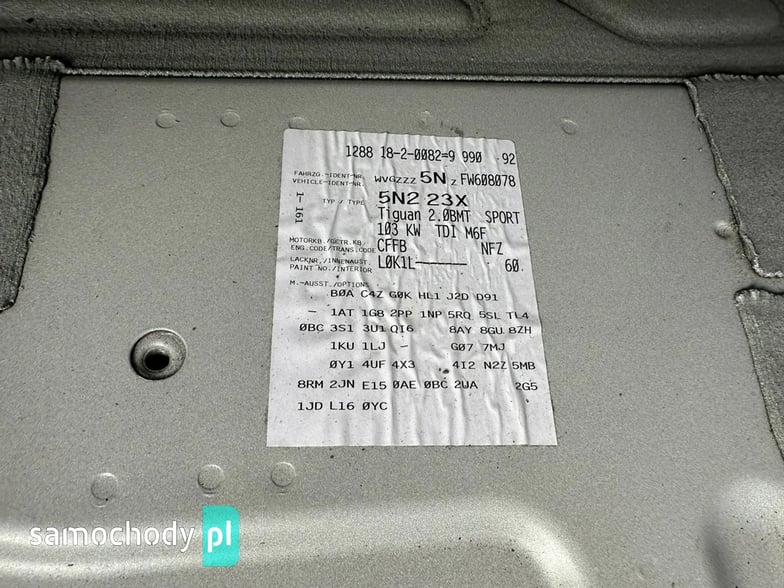 1288 18-2-0082=9 990 92
FAHRZG.-IDENT-NR.
VEHICLE-IDENT-NR. WVGZZZ 5N Z FW608078
1- 161
TYP / TYPE 5N2 23X
Tiguan 2.0BMT SPORT
103 KW TDI M6F
MOTORKB./GETR.KB.
ENG.CODE/TRANS.CODE CFFB NFZ
LACKNR./INNENAUST.
PAINT NO./INTERIOR L0K1L—————— 60
M.-AUSST./OPTIONS
B0A C4Z G0K HL1 J2D D91
— 1AT 1G8 2PP 1NP 5RQ 5SL TL4
0BC 3S1 3U1 QI6 8AY 8GU 8ZH
1KU 1LJ — G07 7MJ
0Y1 4UF 4X3 4I2 N2Z 5MB
8RM 2JN E15 0AE 0BC 2WA 2G5
1JD L16 0YC
samochody pl